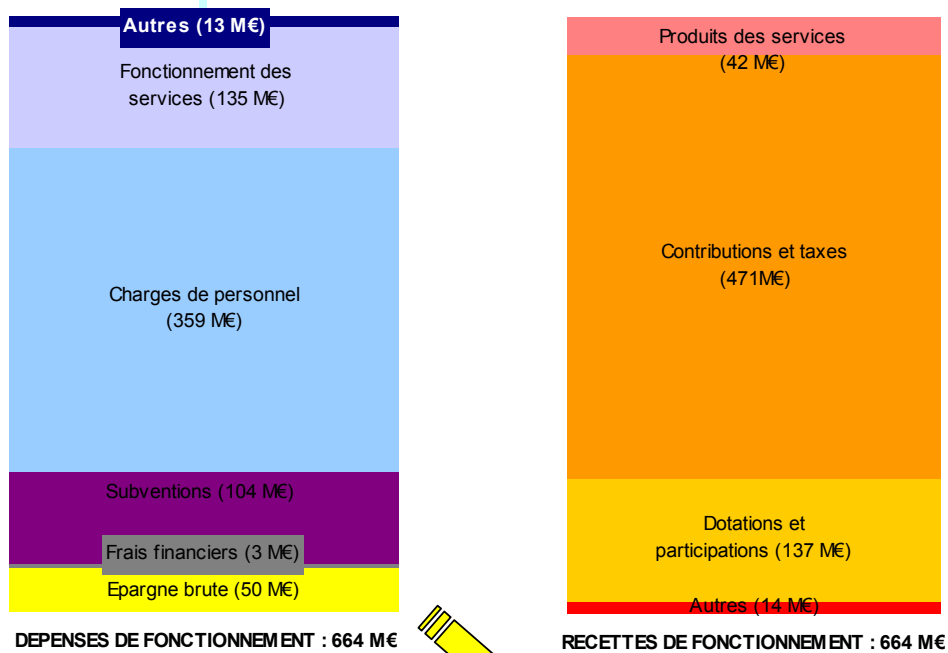 Autres (13 M€)
Fonctionnement des
services (135 M€)
Charges de personnel
(359 M€)
Subventions (104 M€)
Frais financiers (3 M€)
Epargne brute (50 M€)
DEPENSES DE FONCTIONNEMENT : 664 M€
Produits des services
(42 M€)
Contributions et taxes
(471M€)
Dotations et
participations (137 M€)
Autres (14 M€)
RECETTES DE FONCTIONNEMENT : 664 M€